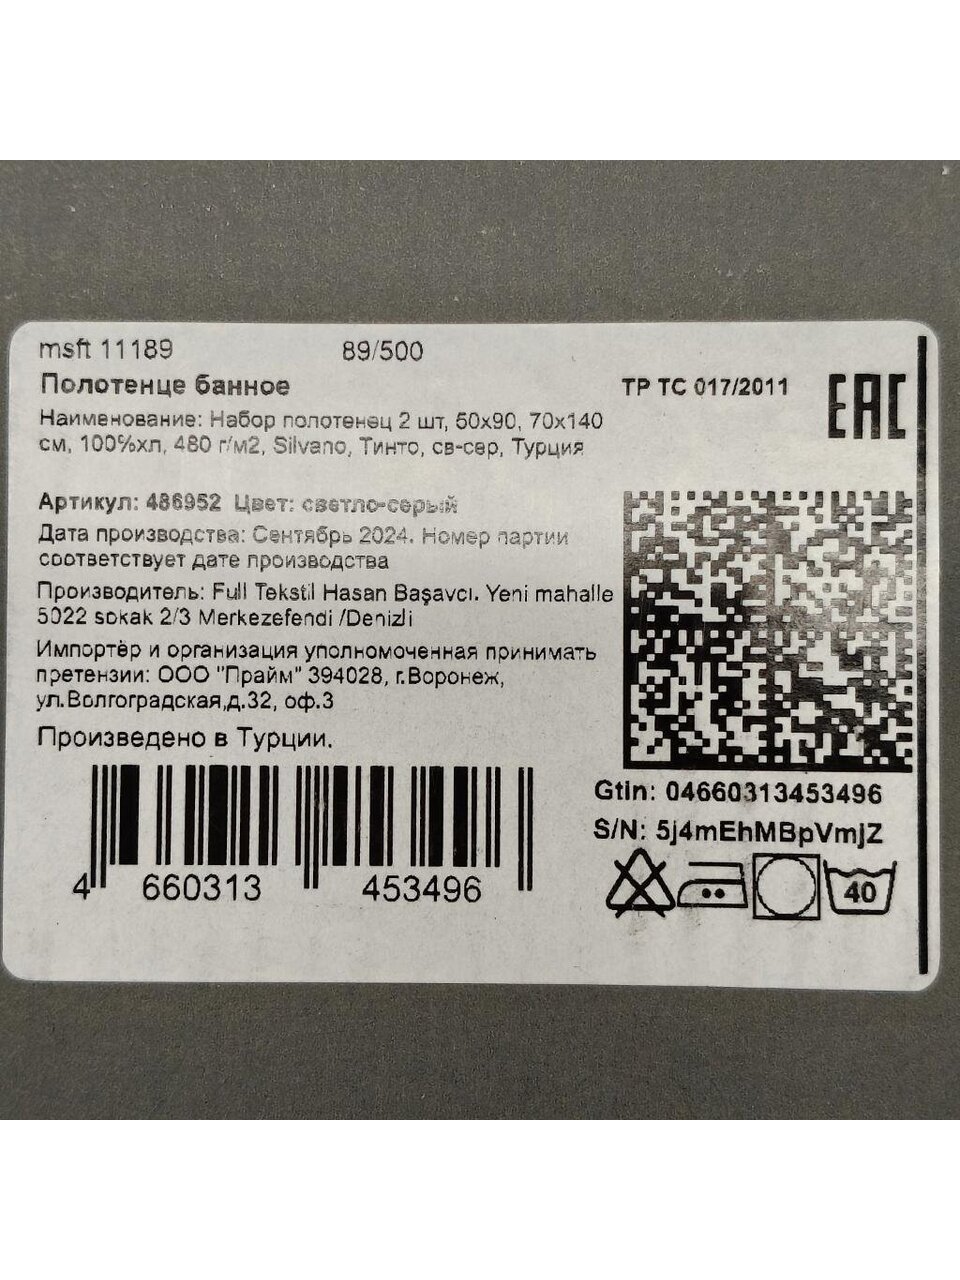 msft 11189 89/500
Полотенце банное
ТР ТС 017/2011
EAC
Наименование: Набор полотенец 2 шт, 50х90, 70х140
см, 100%хл, 480 г/м2, Silvano, Тинто, св-сер, Турция
Артикул: 486952 Цвет: светло-серый
Дата производства: Сентябрь 2024. Номер партии
соответствует дате производства
Производитель: Full Tekstil Hasan Başavcı. Yeni mahalle
5022 sokak 2/3 Merkezefendi /Denizli
Импортёр и организация уполномоченная принимать
претензии: ООО "Прайм" 394028, г.Воронеж,
ул.Волгоградская,д.32, оф.3
Произведено в Турции.
4 660313 453496
Gtin: 04660313453496
S/N: 5j4mEhMBpVmjZ
40